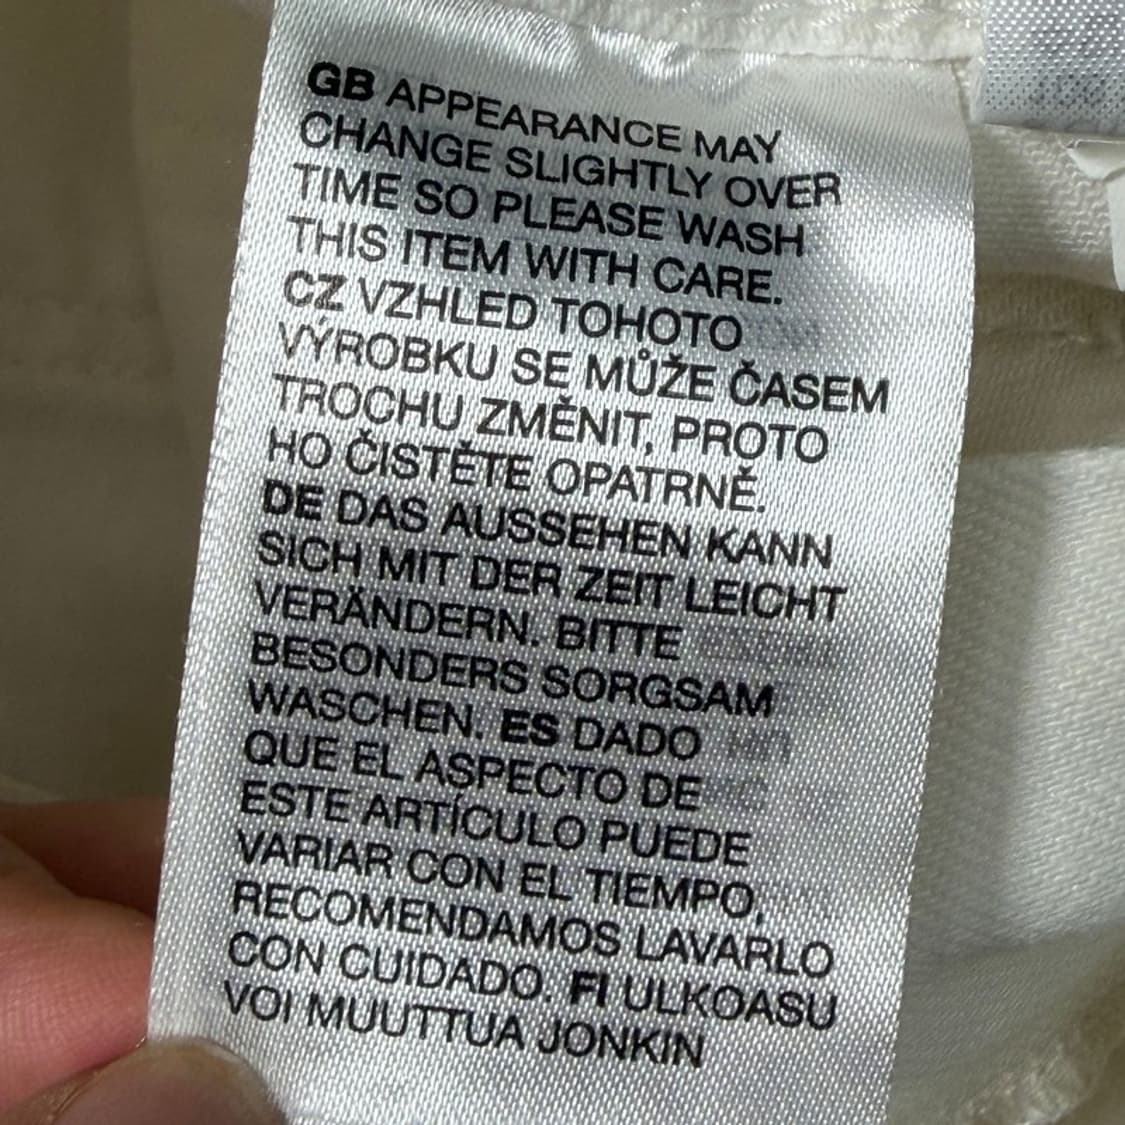 GB APPEARANCE MAY
CHANGE SLIGHTLY OVER
TIME SO PLEASE WASH
THIS ITEM WITH CARE.
CZ VZHLED TOHOTO
VÝROBKU SE MŮŽE ČASEM
TROCHU ZMĚNIT, PROTO
HO ČISTĚTE OPATRNĚ.
DE DAS AUSSEHEN KANN
SICH MIT DER ZEIT LEICHT
VERÄNDERN. BITTE
BESONDERS SORGSAM
WASCHEN. ES DADO
QUE EL ASPECTO DE
ESTE ARTÍCULO PUEDE
VARIAR CON EL TIEMPO,
RECOMENDAMOS LAVARLO
CON CUIDADO. FI ULKOASU
VOI MUUTTUA JONKIN